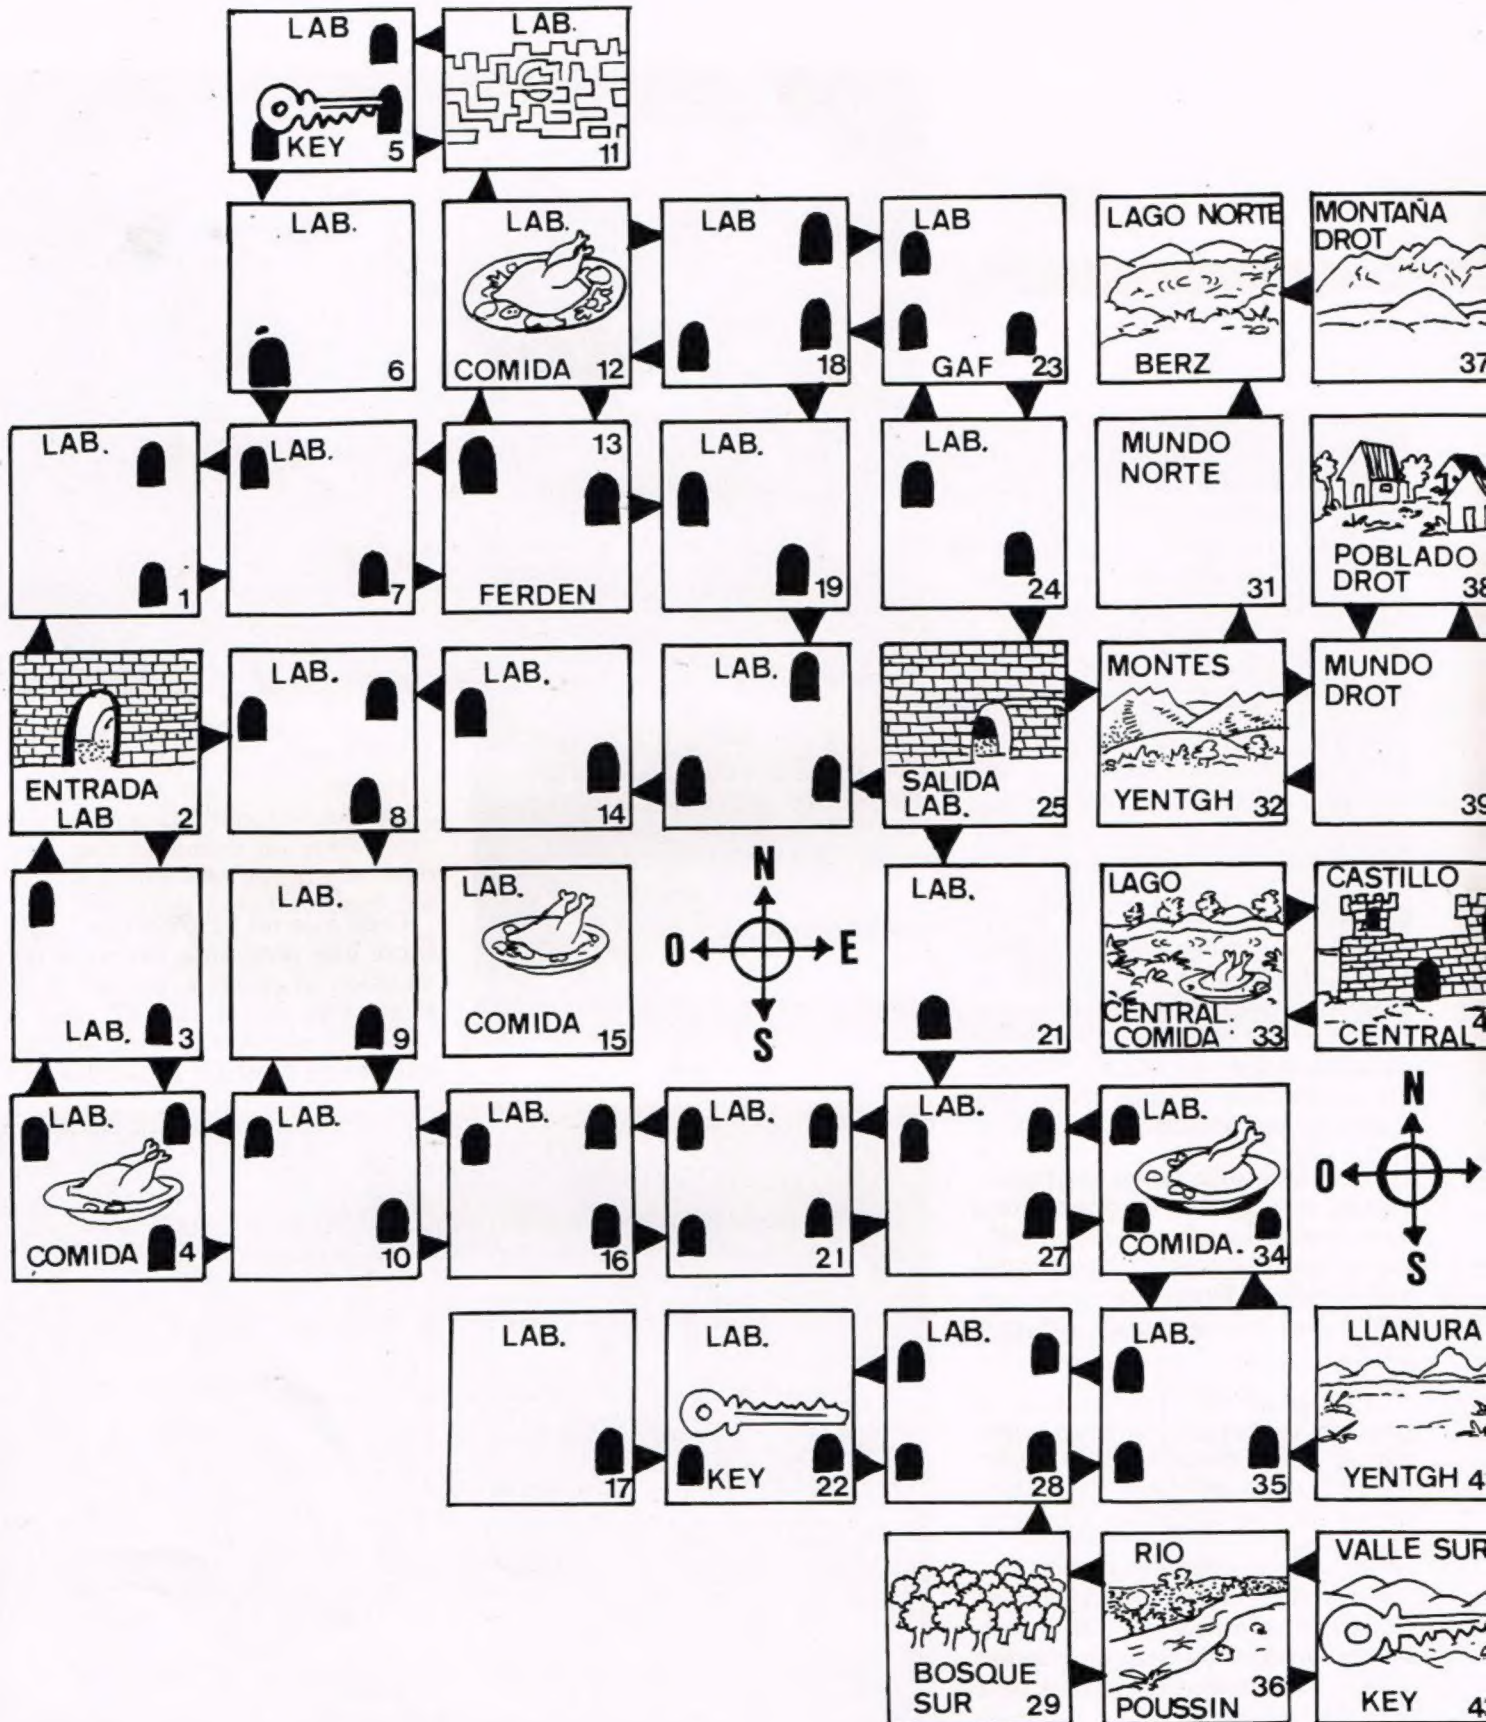 LAB
KEY 5
LAB.
11
LAB.
6
LAB.
COMIDA 12
LAB
18
LAB
GAF 23
LAGO NORTE
BERZ
MONTAÑA
DROT
37
LAB.
1
LAB.
7
13
FERDEN
LAB.
19
LAB.
24
MUNDO
NORTE
31
POBLADO
DROT 38
ENTRADA
LAB 2
LAB.
8
LAB.
14
LAB.
SALIDA
LAB. 25
MONTES
YENTGH 32
MUNDO
DROT
39
LAB. 3
LAB.
9
LAB.
COMIDA 15
N
O E
S
LAB.
21
LAGO
CENTRAL.
COMIDA 33
CASTILLO
CENTRAL
LAB.
COMIDA 4
LAB.
10
LAB.
16
LAB.
21
LAB.
27
LAB.
COMIDA. 34
N
O
S
LAB.
17
LAB.
KEY 22
LAB.
28
LAB.
35
LLANURA
YENTGH
BOSQUE
SUR 29
RIO
36
POUSSIN
VALLE SUR
KEY